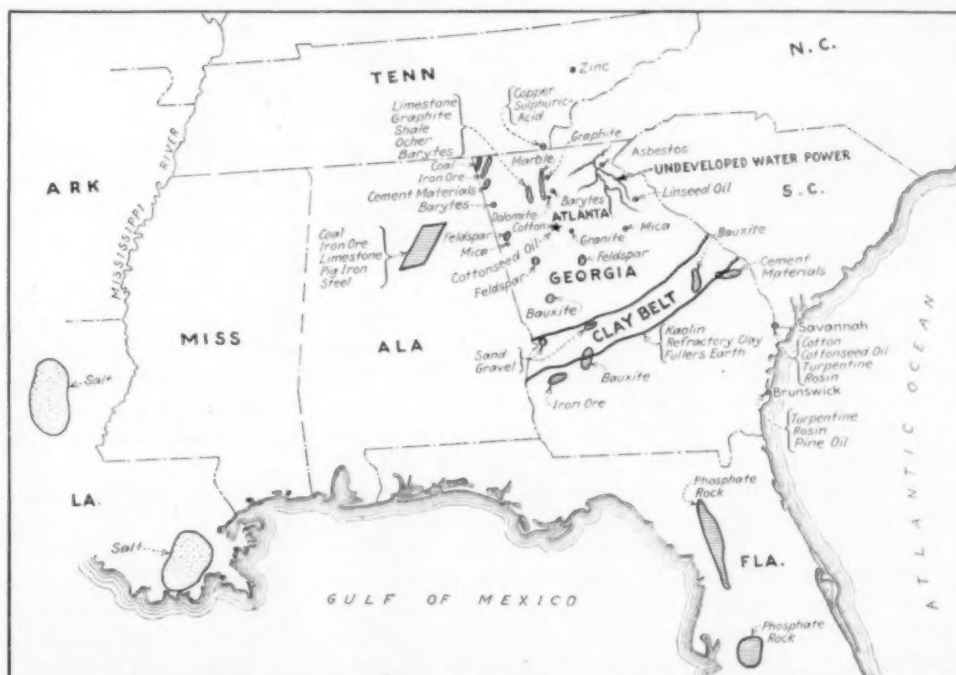 N. C.
TENN
Zinc
Copper
Sulphuric
Acid
Limestone
Graphite
Shale
Ocher
Barytes
Graphite
MISSISSIPPI RIVER
Asbestos
Marble
UNDEVELOPED WATER POWER
Coal
Iron Ore
ARK
Cement Materials
Linseed Oil
S. C.
Barytes
Barytes
Dolomite
ATLANTA
Cotton
Bauxite
Feldspar
Granite
Mica
Mica
Coal
Iron Ore
Limestone
Pig Iron
Steel
Cottonseed Oil
Feldspar
Feldspar
GEORGIA
Cement
Materials
Bauxite
CLAY BELT
Savannah
MISS
ALA
Kaolin
Refractory Clay
Fullers Earth
Cotton
Cottonseed Oil
Turpentine
Rosin
Sand
Gravel
Salt
Bauxite
Brunswick
Iron Ore
Turpentine
Rosin
Pine Oil
ATLANTIC OCEAN
LA.
Phosphate
Rock
Salt
FLA.
GULF OF MEXICO
Phosphate
Rock